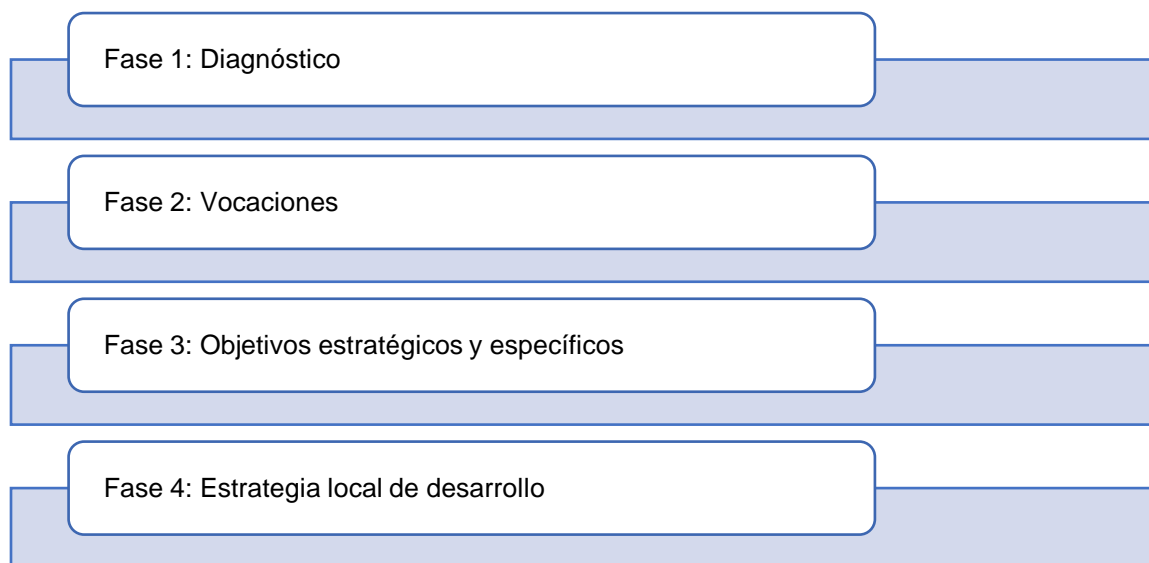 Fase 1: Diagnóstico
Fase 2: Vocaciones
Fase 3: Objetivos estratégicos y específicos
Fase 4: Estrategia local de desarrollo